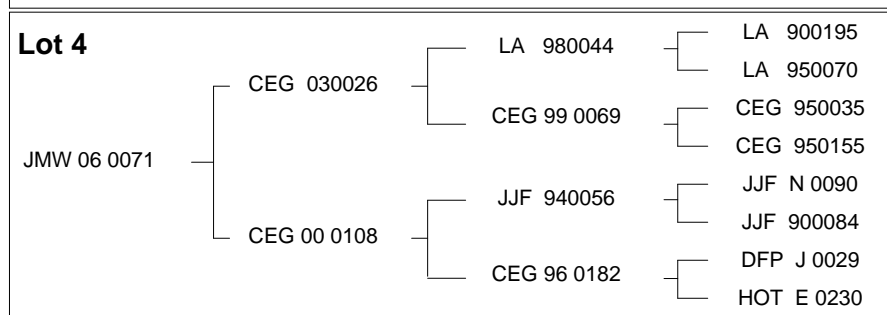 Lot 4
LA 980044
LA 900195
LA 950070
CEG 030026
CEG 99 0069
CEG 950035
CEG 950155
JMW 06 0071
JJF 940056
JJF N 0090
JJF 900084
CEG 00 0108
CEG 96 0182
DFP J 0029
HOT E 0230